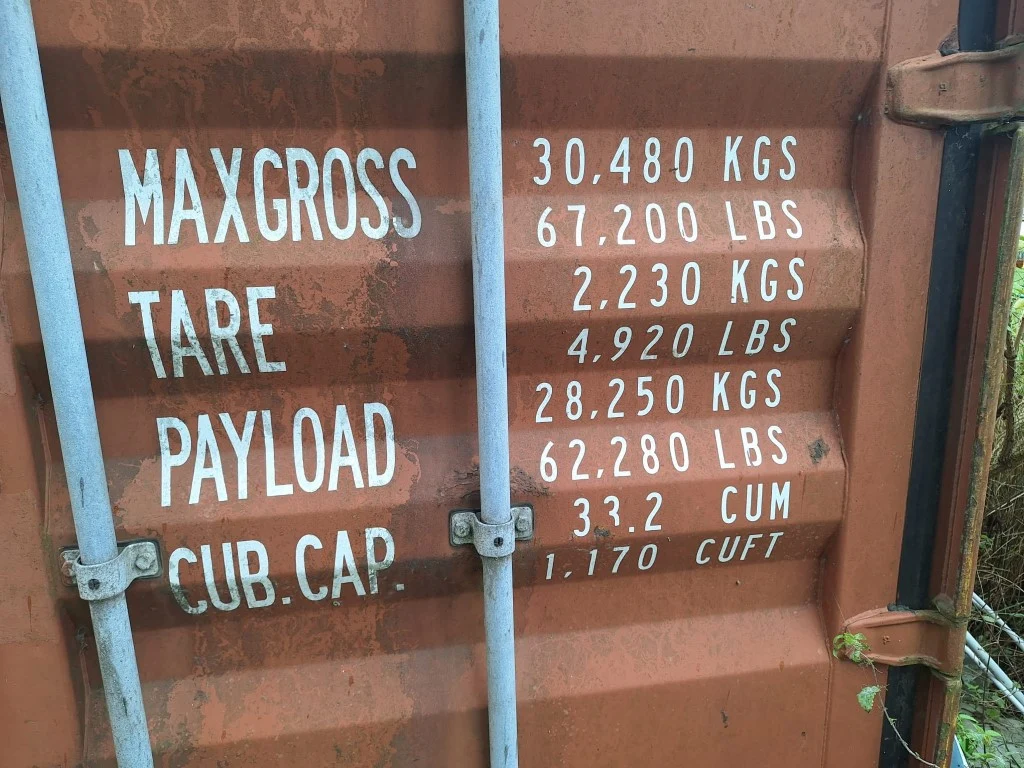 MAXGROSS 30,480 KGS
67,200 LBS
TARE 2,230 KGS
4,920 LBS
PAYLOAD 28,250 KGS
62,280 LBS
CUB.CAP. 33.2 CUM
1,170 CUFT